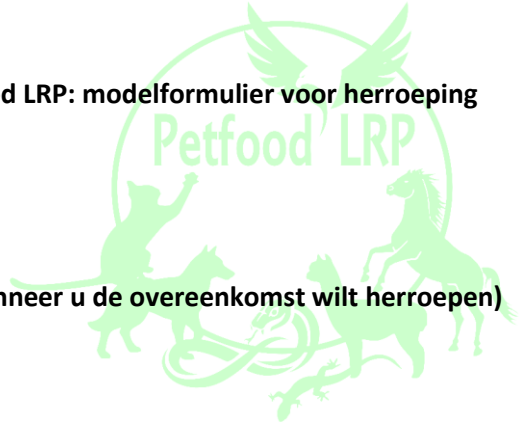 d LRP: modelformulier voor herroeping
Petfood LRP
nneer u de overeenkomst wilt herroepen)